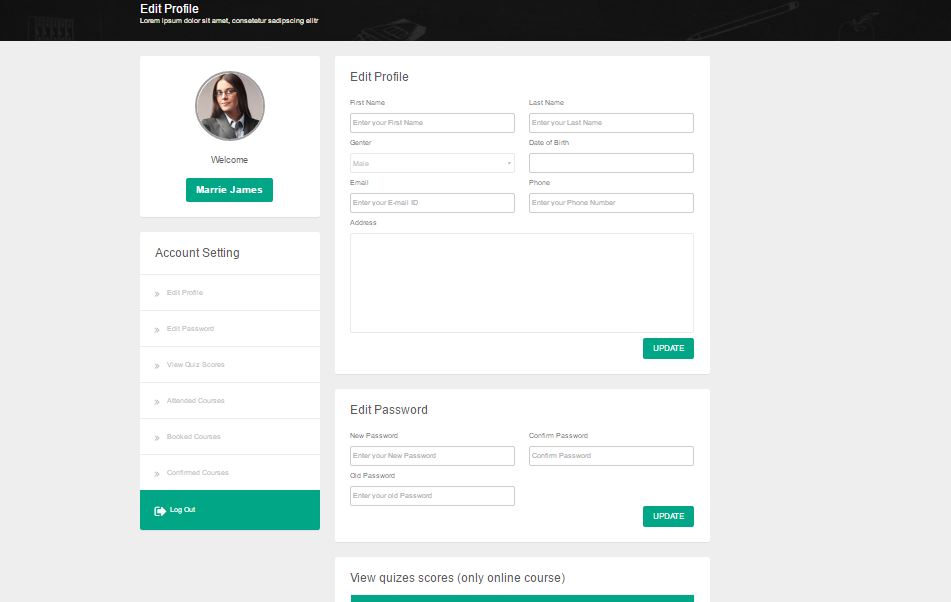 Edit Profile
Lorem ipsum dolor sit amet, consetetur sadipscing elitr
Welcome
Marrie James
Account Setting
» Edit Profile
» Edit Password
» View Quiz Scores
» Attended Courses
» Booked Courses
» Confirmed Courses
Log Out
Edit Profile
First Name Last Name
Enter your First Name Enter your Last Name
Genter Date of Birth
Male
Email Phone
Enter your E-mail ID Enter your Phone Number
Address
UPDATE
Edit Password
New Password Confirm Password
Enter your New Password Confirm Password
Old Password
Enter your old Password
UPDATE
View quizes scores (only online course)